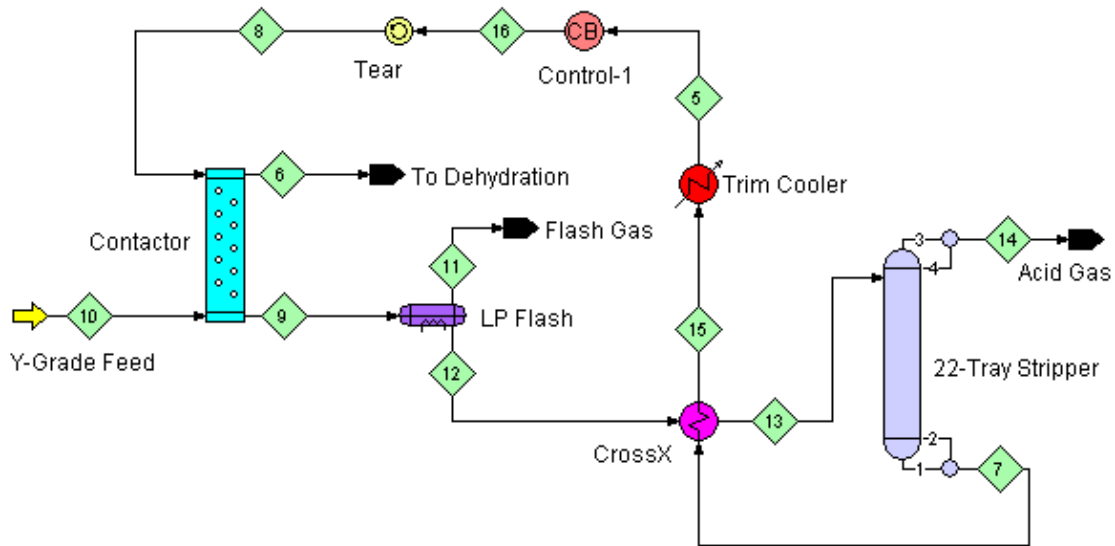 8
16
CB
Tear
Control-1
5
6
To Dehydration
Trim Cooler
Contactor
Flash Gas
3
14
11
4
Acid Gas
10
9
LP Flash
15
Y-Grade Feed
12
22-Tray Stripper
13
CrossX
2
1
7